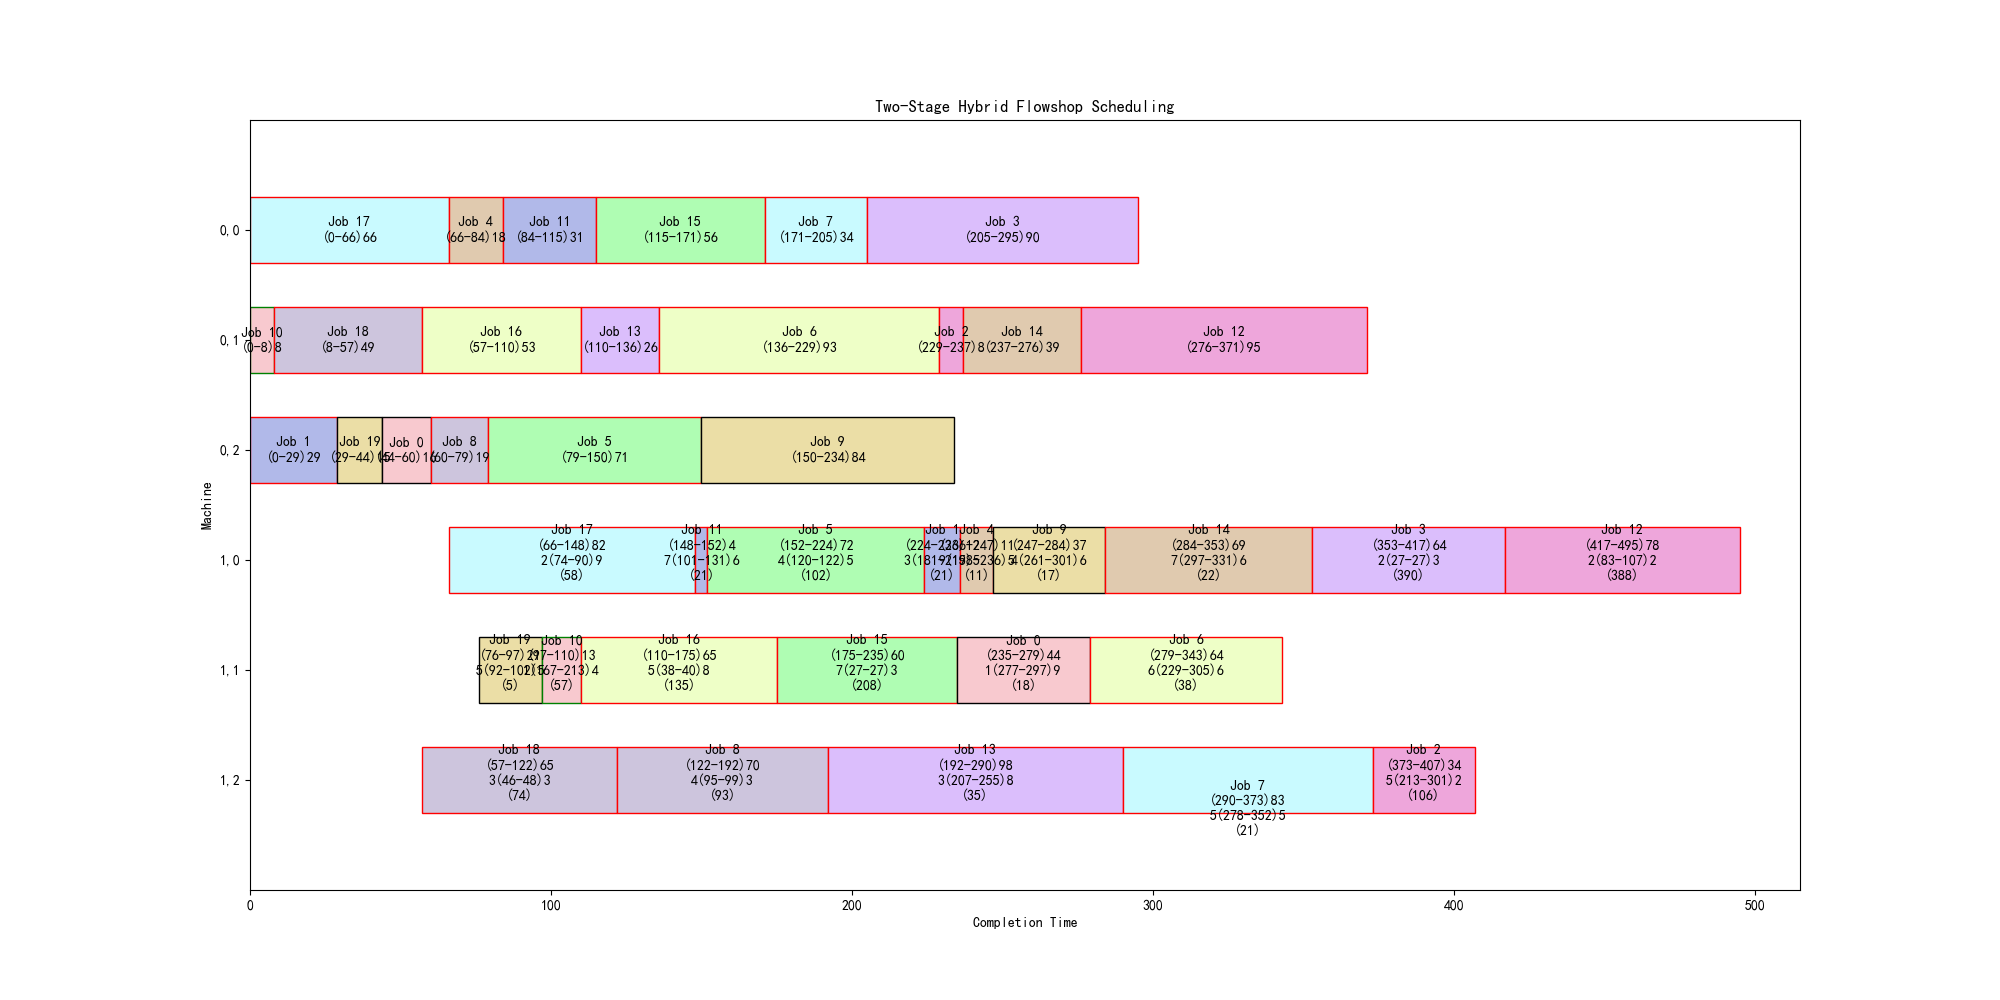 Two-Stage Hybrid Flowshop Scheduling
Machine
0,0
Job 17
(0-66)66
Job 4
(66-84)18
Job 11
(84-115)31
Job 15
(115-171)56
Job 7
(171-205)34
Job 3
(205-295)90
0,1
Job 10
(0-8)8
Job 18
(8-57)49
Job 16
(57-110)53
Job 13
(110-136)26
Job 6
(136-229)93
Job 2
(229-237)8
Job 14
(237-276)39
Job 12
(276-371)95
0,2
Job 1
(0-29)29
Job 19
(29-44)15
Job 0
(44-60)16
Job 8
(60-79)19
Job 5
(79-150)71
Job 9
(150-234)84
1,0
Job 17
(66-148)82
2(74-90)9
(58)
Job 11
(148-152)4
7(101-131)6
(21)
Job 5
(152-224)72
4(120-122)5
(102)
Job 1
(224-236)12
(21)
Job 4
(236-247)11
(11)
Job 9
(247-284)37
4(261-301)6
(17)
Job 14
(284-353)69
7(297-331)6
(22)
Job 3
(353-417)64
2(27-27)3
(390)
Job 12
(417-495)78
2(83-107)2
(388)
1,1
Job 19
(76-97)21
5(92-102)5
(5)
Job 10
(97-110)13
(57)
Job 16
(110-175)65
5(38-40)8
(135)
Job 15
(175-235)60
7(27-27)3
(208)
Job 0
(235-279)44
1(277-297)9
(18)
Job 6
(279-343)64
6(229-305)6
(38)
1,2
Job 18
(57-122)65
3(46-48)3
(74)
Job 8
(122-192)70
4(95-99)3
(93)
Job 13
(192-290)98
3(207-255)8
(35)
Job 7
(290-373)83
5(278-352)5
(21)
Job 2
(373-407)34
5(213-301)2
(106)
0 100 200 300 400 500
Completion Time